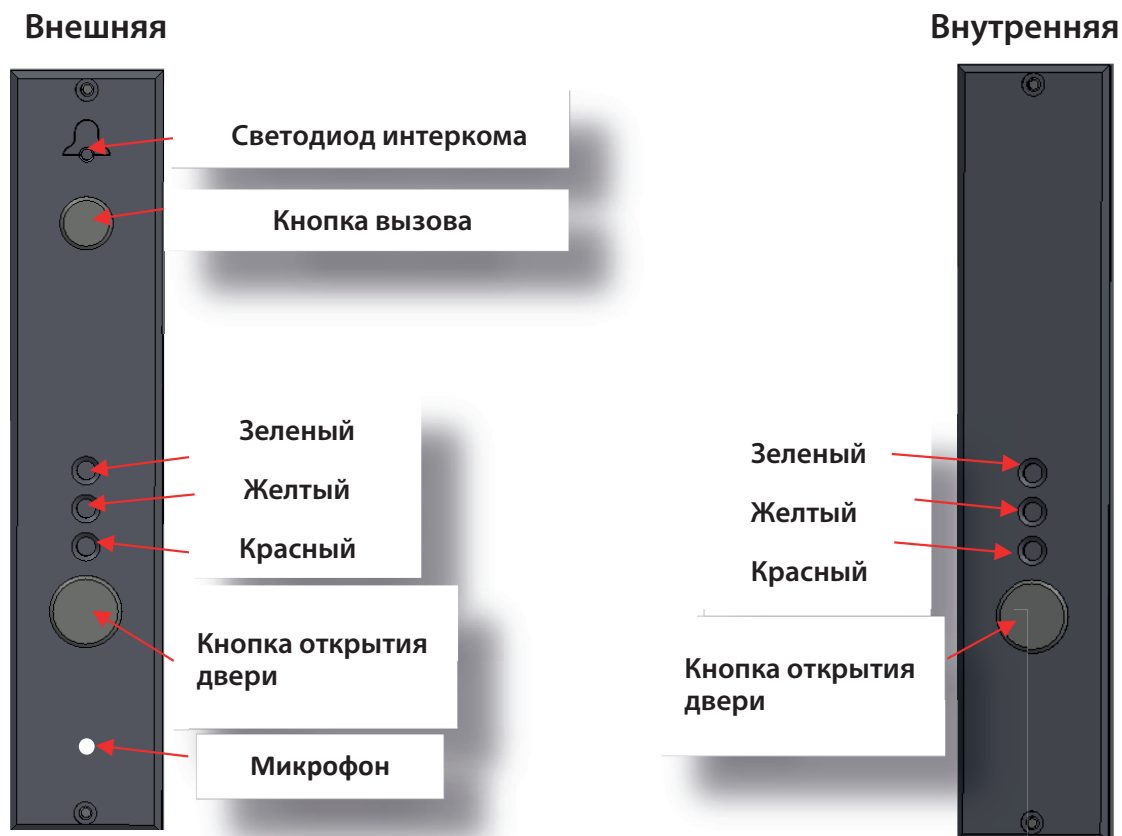 Внешняя
Внутренняя
Светодиод интеркома
Кнопка вызова
Зеленый
Желтый
Красный
Кнопка открытия
двери
Микрофон
Зеленый
Желтый
Красный
Кнопка открытия
двери